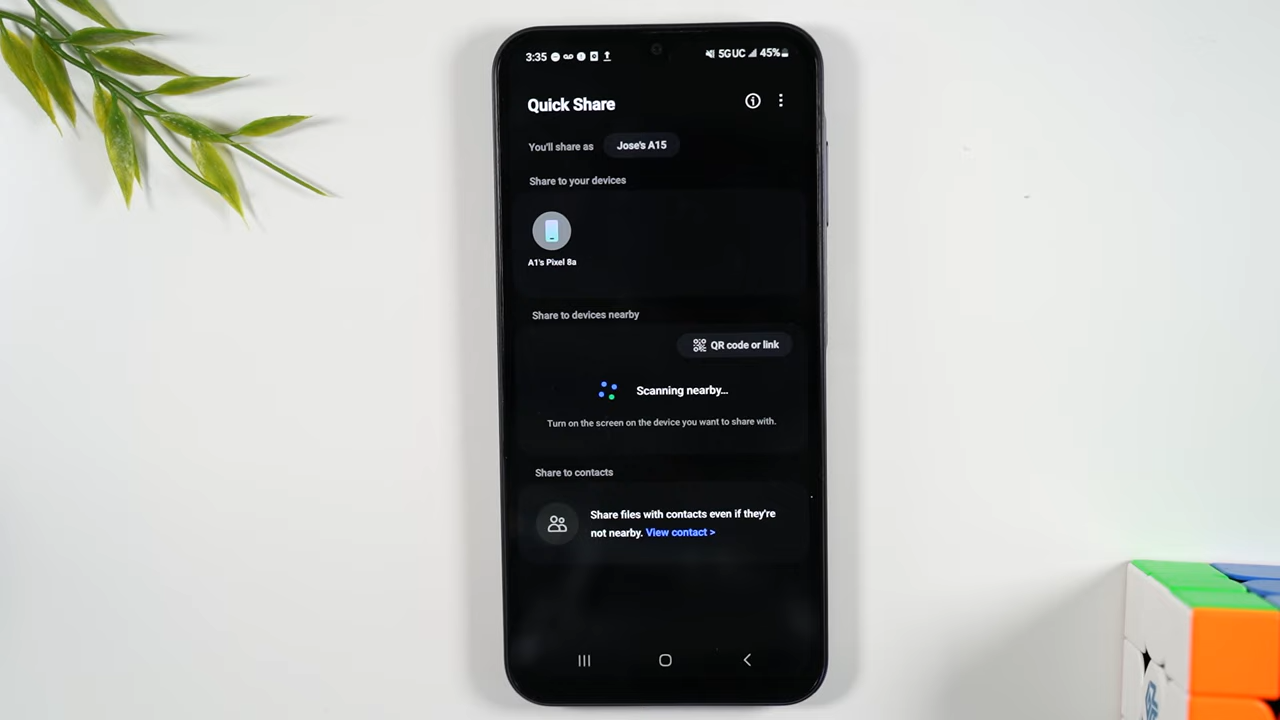 3:35 5GUC 45%
Quick Share
You'll share as Jose's A15
Share to your devices
A1's Pixel 8a
Share to devices nearby
QR code or link
Scanning nearby...
Turn on the screen on the device you want to share with.
Share to contacts
Share files with contacts even if they're
not nearby. View contact >